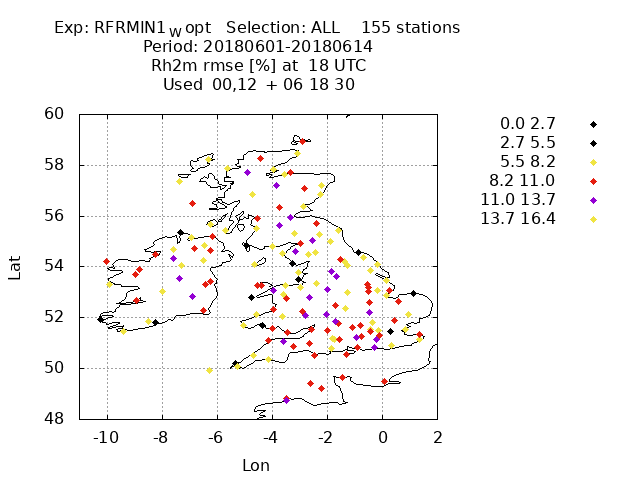 Exp: RFRMIN1 W opt Selection: ALL 155 stations
Period: 20180601-20180614
Rh2m rmse [%] at 18 UTC
Used 00,12 + 06 18 30
0.0 2.7
2.7 5.5
5.5 8.2
8.2 11.0
11.0 13.7
13.7 16.4
60
58
56
54
52
50
48
Lat
-10 -8 -6 -4 -2 0 2
Lon